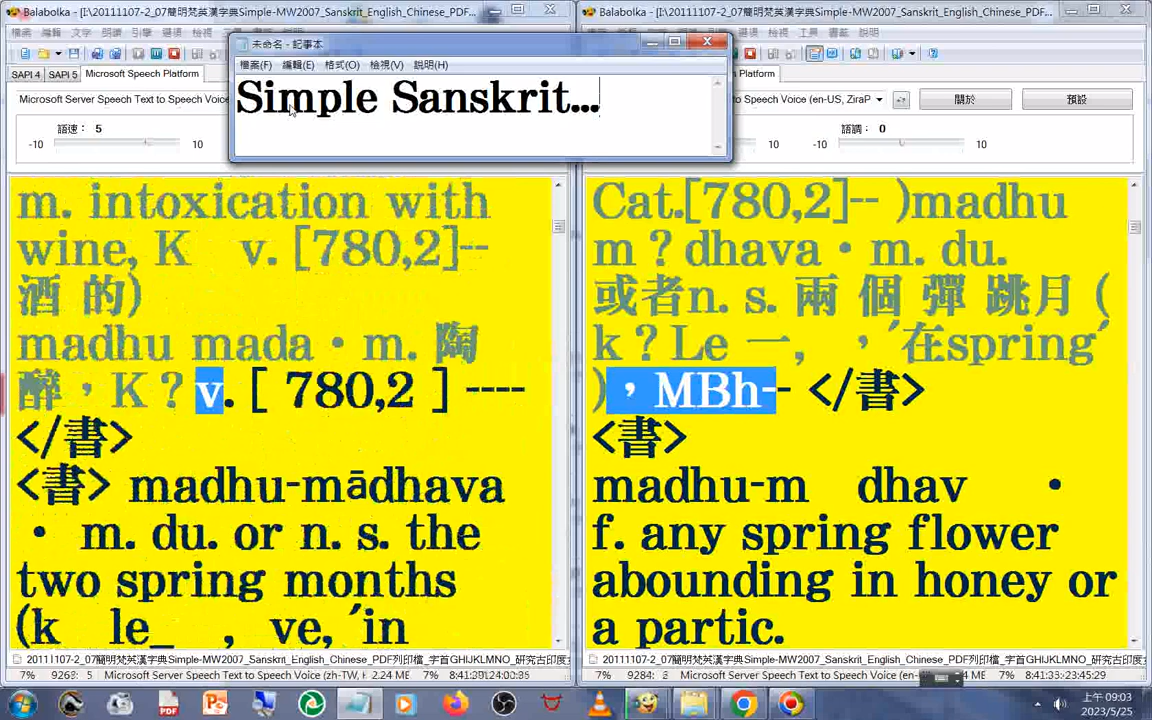 Balabolka - [I:\20111107-2_07簡明梵英漢字典Simple-MW2007_Sanskrit_English_Chinese_PDF...
Balabolka - [I:\20111107-2_07簡明梵英漢字典Simple-MW2007_Sanskrit_English_Chinese_PDF...
未命名 - 記事本
檔案(F) 編輯(E) 格式(O) 檢視(V) 說明(H)
Simple Sanskrit...
SAPI 4 SAPI 5 Microsoft Speech Platform
Platform
Microsoft Server Speech Text to Speech Voice
to Speech Voice (en-US, ZiraP
關於
預設
語速： 5
-10 10
10
語調： 0
-10 10
m. intoxication with
wine, K v. [780,2]--
酒 的)
madhu mada·m. 陶
醉，K？v. [ 780,2 ] ----
</書>
<書> madhu-mādhava
· m. du. or n. s. the
two spring months
(k le_ , ve, ´in
Cat.[780,2]-- )madhu
m？dhava·m. du.
或者n. s. 兩 個 彈 跳月 (
k？Le 一, ，´在spring´
)，MBh-- </書>
<書>
madhu-m dhav ·
f. any spring flower
abounding in honey or
a partic.
20111107-2_07簡明梵英漢字典Simple-MW2007_Sanskrit_English_Chinese_PDF列印檔_字首GHIJKLMNO_研究古印度
20111107-2_07簡明梵英漢字典Simple-MW2007_Sanskrit_English_Chinese_PDF列印檔_字首GHIJKLMNO_研究古印度
7% 9268: 5 Microsoft Server Speech Text to Speech Voice (zh-TW, 2.24 ME 7% 8:41:39\24:00:35
7% 9284: 3 Microsoft Server Speech Text to Speech Voice ME 7% 8:41:33\23:45:29
上午 09:03
2023/5/25